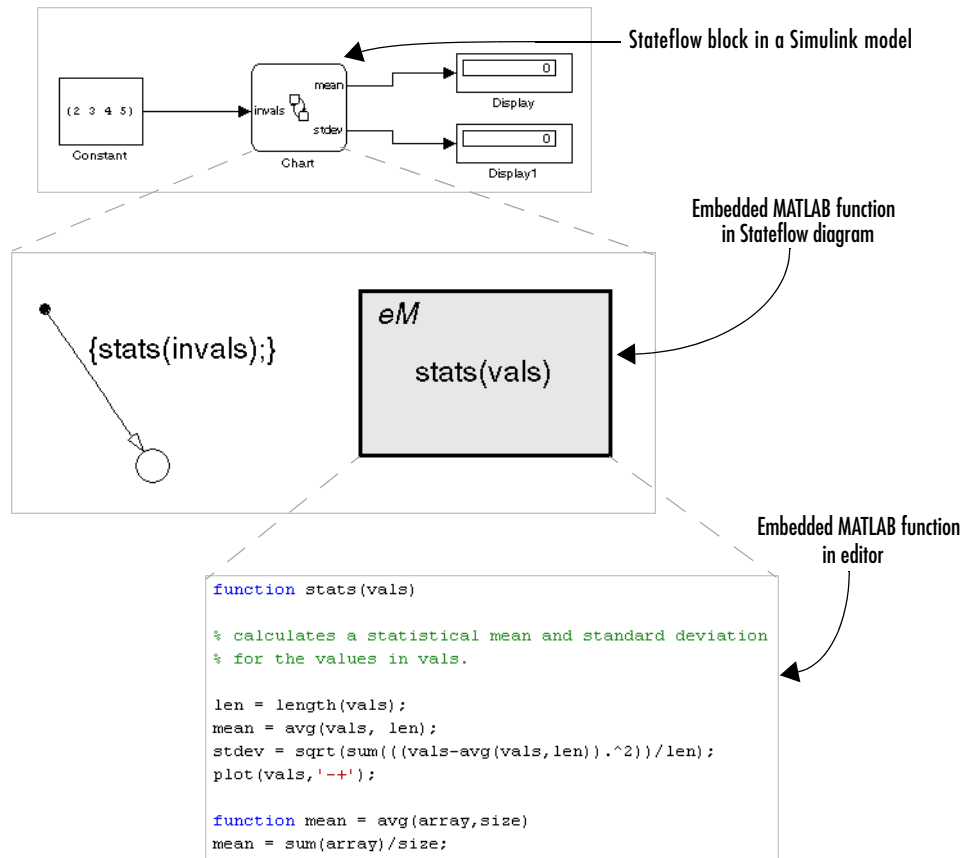 Stateflow block in a Simulink model
(2 3 4 5)
Constant
invals
mean
stdev
Chart
0
Display
0
Display1
Embedded MATLAB function
in Stateflow diagram
{stats(invals);}
eM
stats(vals)
Embedded MATLAB function
in editor
function stats(vals)
% calculates a statistical mean and standard deviation
% for the values in vals.
len = length(vals);
mean = avg(vals, len);
stdev = sqrt(sum(((vals-avg(vals,len)).^2))/len);
plot(vals,'-+');
function mean = avg(array,size)
mean = sum(array)/size;